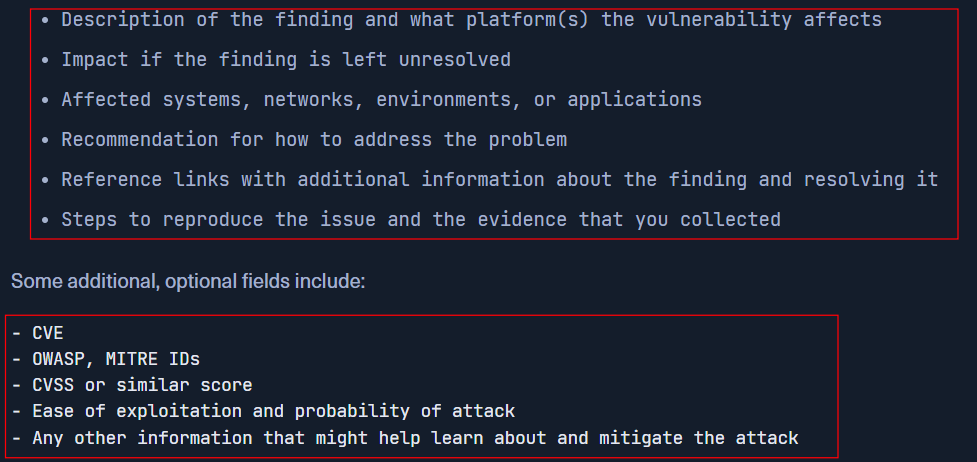 • Description of the finding and what platform(s) the vulnerability affects
• Impact if the finding is left unresolved
• Affected systems, networks, environments, or applications
• Recommendation for how to address the problem
• Reference links with additional information about the finding and resolving it
• Steps to reproduce the issue and the evidence that you collected
Some additional, optional fields include:
- CVE
- OWASP, MITRE IDs
- CVSS or similar score
- Ease of exploitation and probability of attack
- Any other information that might help learn about and mitigate the attack